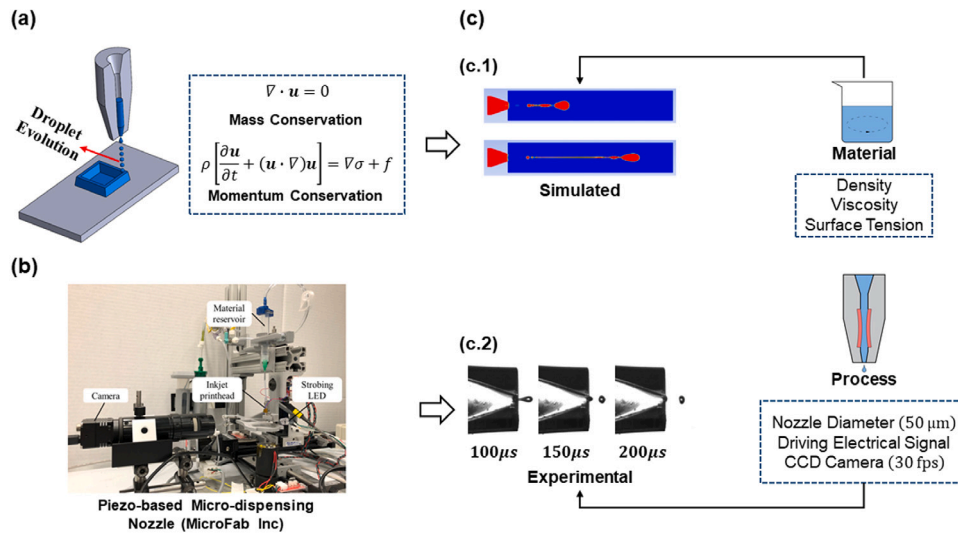 (a)
Droplet
Evolution
∇ ∙ u = 0
Mass Conservation
ρ[∂u/∂t + (u ∙ ∇)u] = ∇σ + f
Momentum Conservation
(b)
Material
reservoir
Inkjet
printhead
Strobing
LED
Camera
Piezo-based Micro-dispensing
Nozzle (MicroFab Inc)
(c)
(c.1)
Simulated
Material
Density
Viscosity
Surface Tension
(c.2)
100μs 150μs 200μs
Experimental
Process
Nozzle Diameter (50 μm)
Driving Electrical Signal
CCD Camera (30 fps)